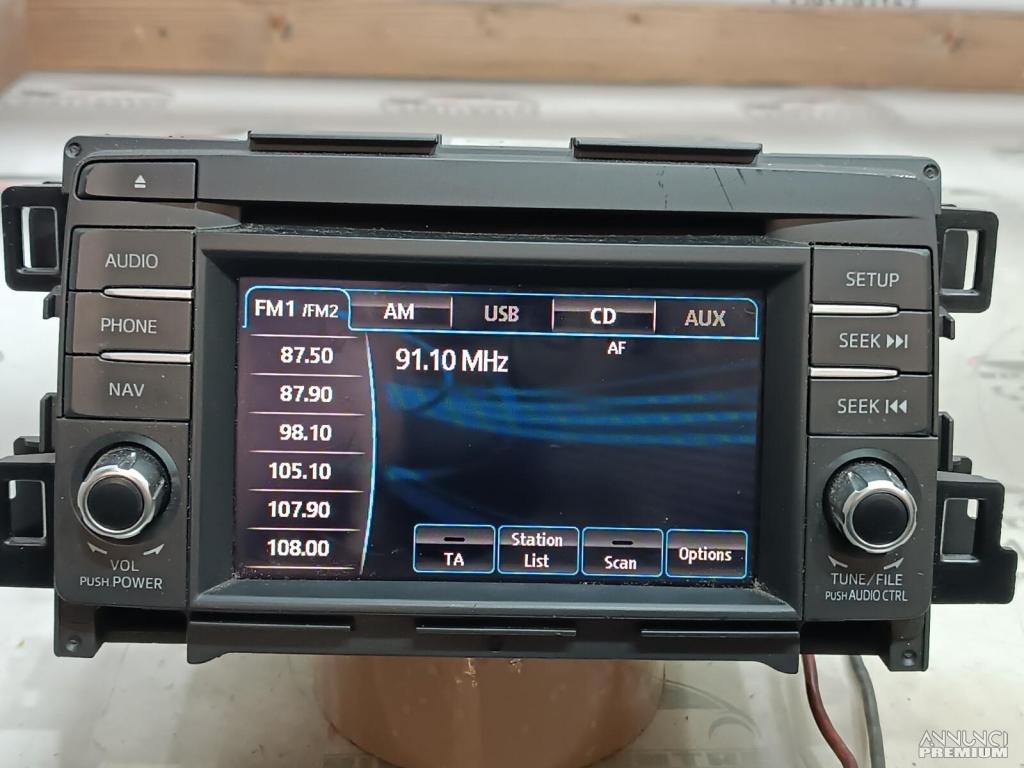 AUDIO
PHONE
NAV
VOL
PUSH POWER
FM1 /FM2
AM
USB
CD
AUX
AF
91.10 MHz
87.50
87.90
98.10
105.10
107.90
108.00
TA
Station
List
Scan
Options
SETUP
SEEK
SEEK
TUNE/FILE
PUSH AUDIO CTRL
ANNUNCI
PREMIUM